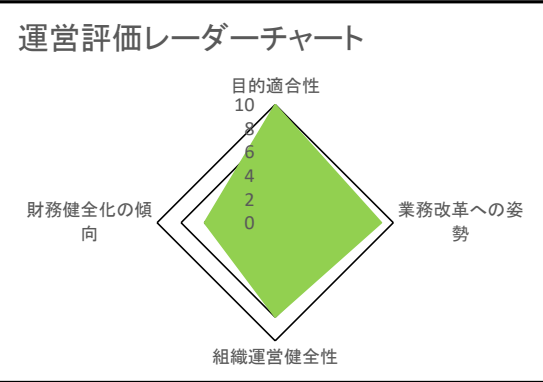 運営評価レーダーチャート
目的適合性
10
8
6
4
2
0
財務健全化の傾
向
業務改革への姿
勢
組織運営健全性